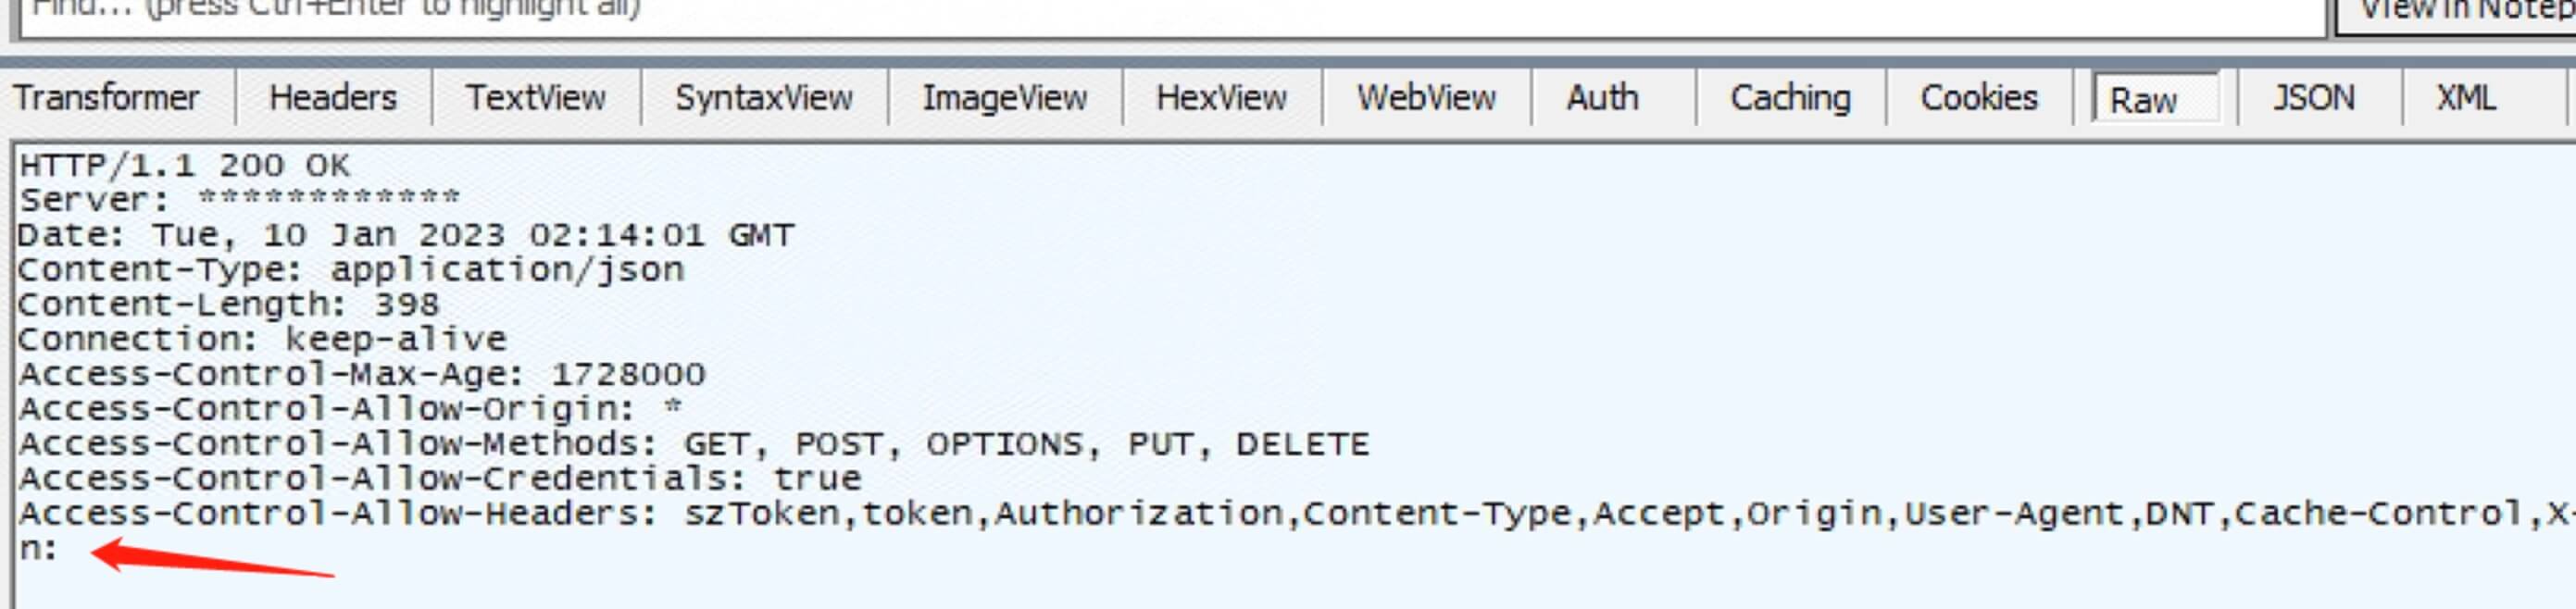 Find... (press Ctrl+Enter to highlight all)
View in Notep
Transformer Headers TextView SyntaxView ImageView HexView WebView Auth Caching Cookies Raw JSON XML
HTTP/1.1 200 OK
Server: ************
Date: Tue, 10 Jan 2023 02:14:01 GMT
Content-Type: application/json
Content-Length: 398
Connection: keep-alive
Access-Control-Max-Age: 1728000
Access-Control-Allow-Origin: *
Access-Control-Allow-Methods: GET, POST, OPTIONS, PUT, DELETE
Access-Control-Allow-Credentials: true
Access-Control-Allow-Headers: szToken,token,Authorization,Content-Type,Accept,Origin,User-Agent,DNT,Cache-Control,X-
n: